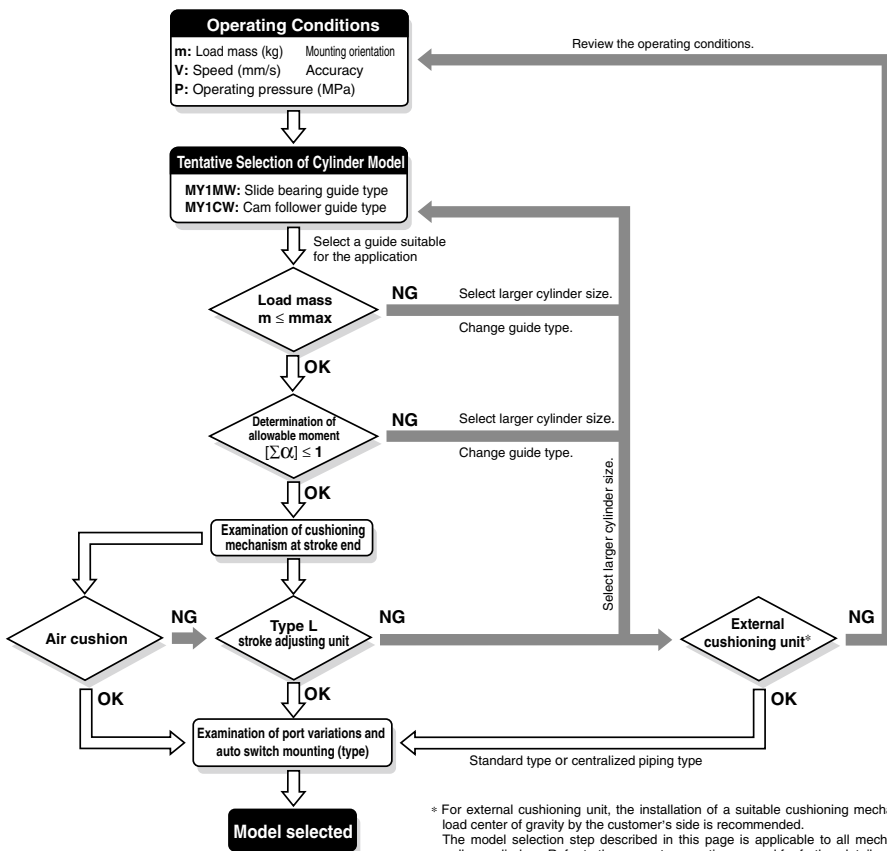 Operating Conditions
m: Load mass (kg) Mounting orientation
V: Speed (mm/s) Accuracy
P: Operating pressure (MPa)
Review the operating conditions.
Tentative Selection of Cylinder Model
MY1MW: Slide bearing guide type
MY1CW: Cam follower guide type
Select a guide suitable
for the application
Load mass
m ≤ mmax
NG
Select larger cylinder size.
Change guide type.
OK
Determination of
allowable moment
[Σα] ≤ 1
NG
Select larger cylinder size.
Change guide type.
OK
Select larger cylinder size.
Examination of cushioning
mechanism at stroke end
Air cushion
NG
Type L
stroke adjusting unit
NG
External
cushioning unit*
NG
OK
OK
OK
Examination of port variations and
auto switch mounting (type)
Standard type or centralized piping type
Model selected
* For external cushioning unit, the installation of a suitable cushioning
load center of gravity by the customer's side is recommended.
The model selection step described in this page is applicable to all